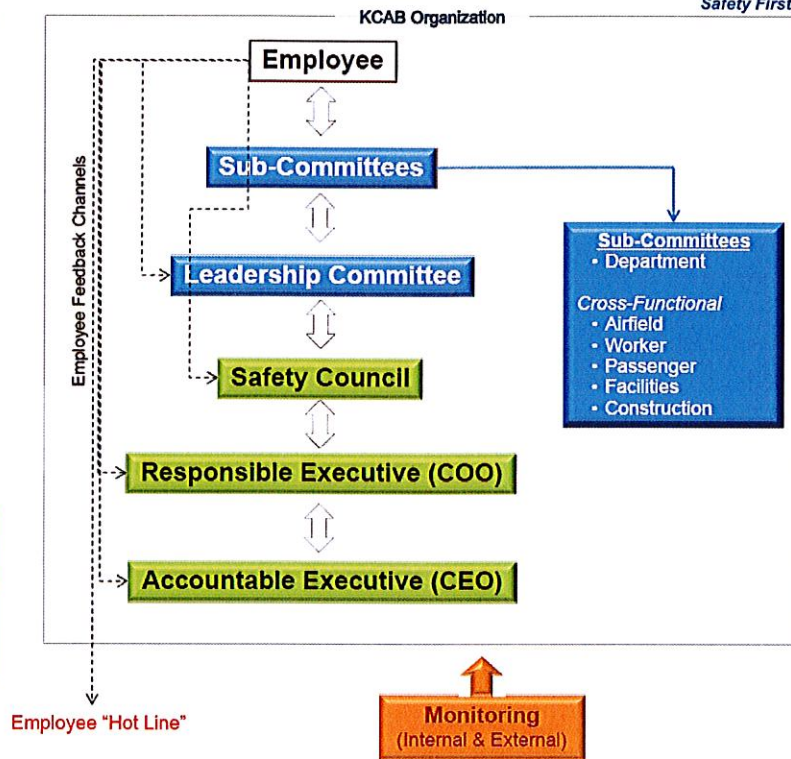 Safety First
KCAB Organization
Employee
Sub-Committees
Leadership Committee
Safety Council
Responsible Executive (COO)
Accountable Executive (CEO)
Employee Feedback Channels
Sub-Committees
• Department
Cross-Functional
• Airfield
• Worker
• Passenger
• Facilities
• Construction
Employee “Hot Line”
Monitoring
(Internal & External)